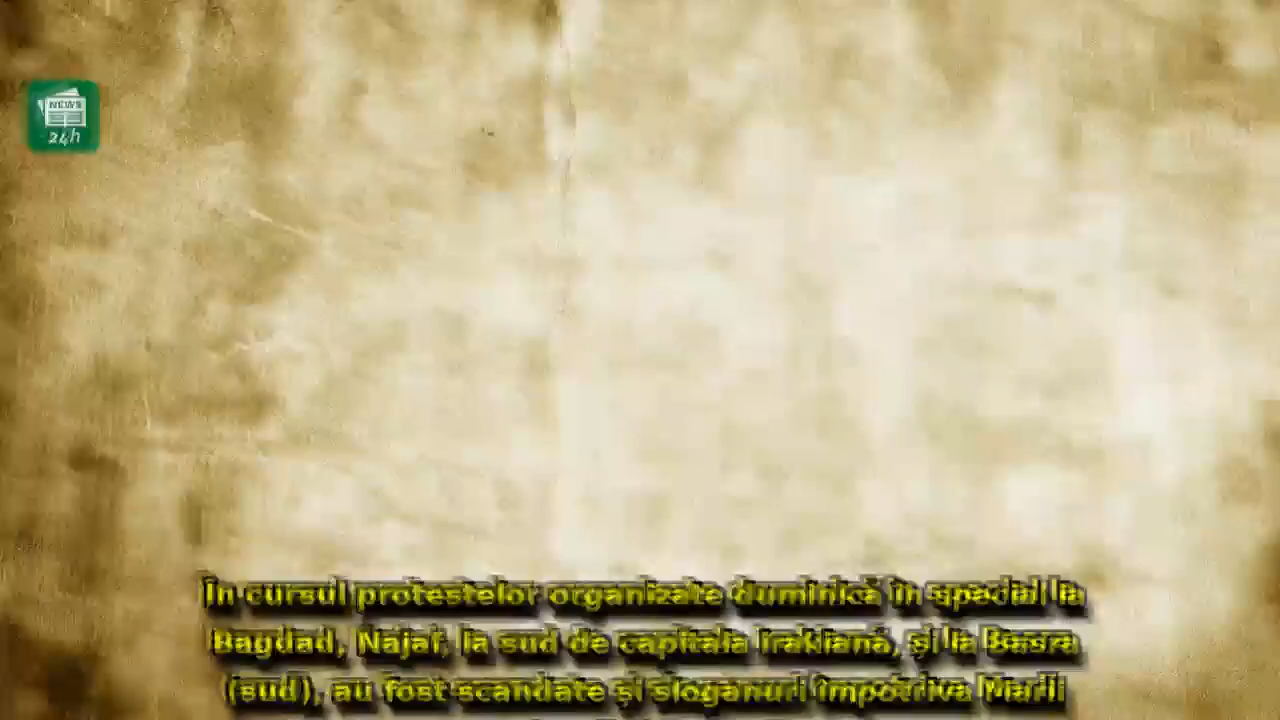 NEWS
24h
În cursul protestelor organizate duminică în special la
Bagdad, Najaf, la sud de capitala irakiană, și la Basra
(sud), au fost scandate și sloganuri împotriva Marii